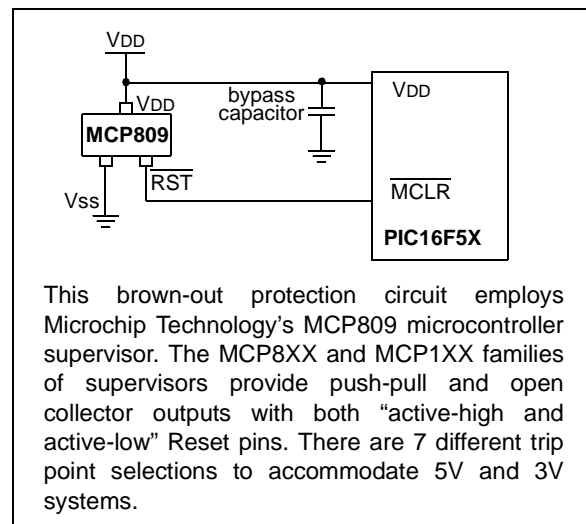 VDD
VDD
bypass
capacitor
VDD
MCP809
RST
Vss
MCLR
PIC16F5X
This brown-out protection circuit employs
Microchip Technology's MCP809 microcontroller
supervisor. The MCP8XX and MCP1XX families
of supervisors provide push-pull and open
collector outputs with both “active-high and
active-low” Reset pins. There are 7 different trip
point selections to accommodate 5V and 3V
systems.